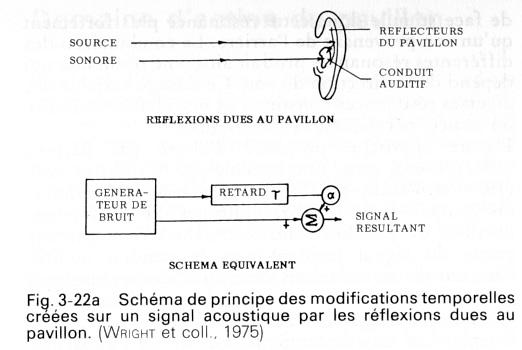 SOURCE
SONORE
REFLECTEURS
DU PAVILLON
CONDUIT
AUDITIF
REFLEXIONS DUES AU PAVILLON
GENERA-
TEUR DE
BRUIT
RETARD τ
α
+
+
Σ
SIGNAL
RESULTANT
SCHEMA EQUIVALENT
Fig. 3-22a Schéma de principe des modifications temporelles
créées sur un signal acoustique par les réflexions dues au
pavillon. (WRIGHT et coll., 1975)